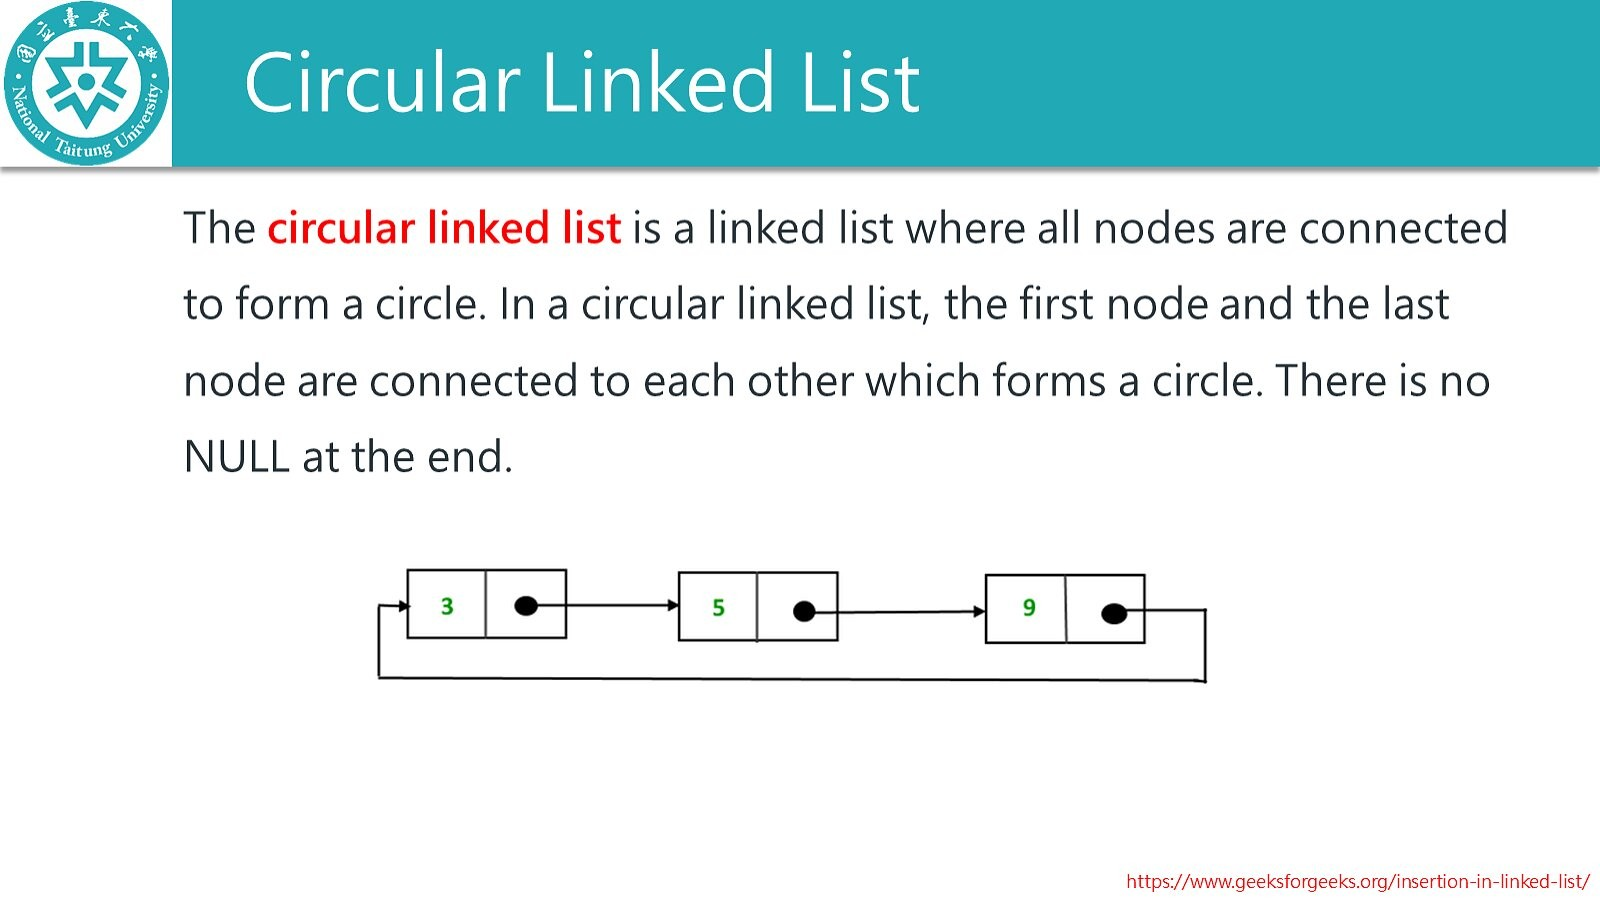 國立臺東大學
National Taitung University
Circular Linked List
The circular linked list is a linked list where all nodes are connected
to form a circle. In a circular linked list, the first node and the last
node are connected to each other which forms a circle. There is no
NULL at the end.
3 5 9
https://www.geeksforgeeks.org/insertion-in-linked-list/